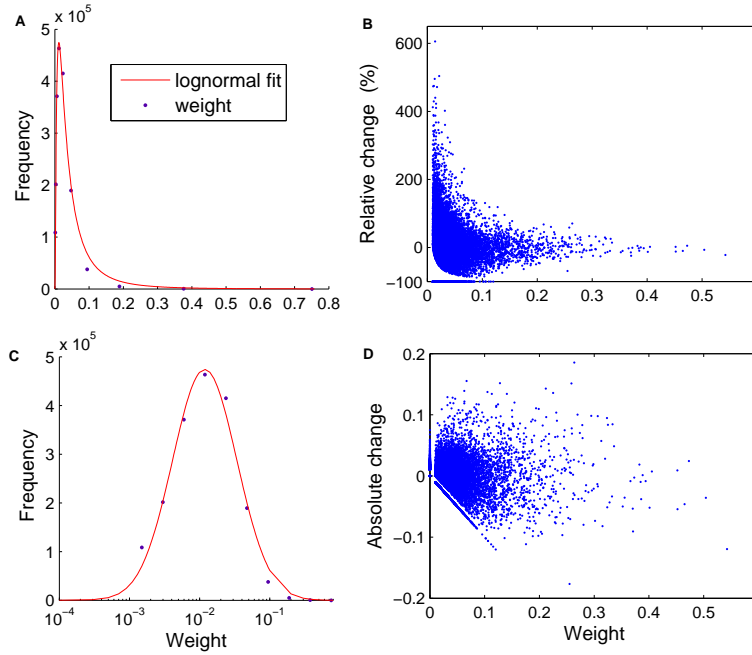 A
5 x 10^5
4
3
2
1
0
Frequency
0 0.1 0.2 0.3 0.4 0.5 0.6 0.7 0.8
lognormal fit
weight
B
600
400
200
0
−100
Relative change (%)
0 0.1 0.2 0.3 0.4 0.5
C
5 x 10^5
4
3
2
1
0
Frequency
10^−4 10^−3 10^−2 10^−1
Weight
D
0.2
0.1
0
−0.1
−0.2
Absolute change
0 0.1 0.2 0.3 0.4 0.5
Weight